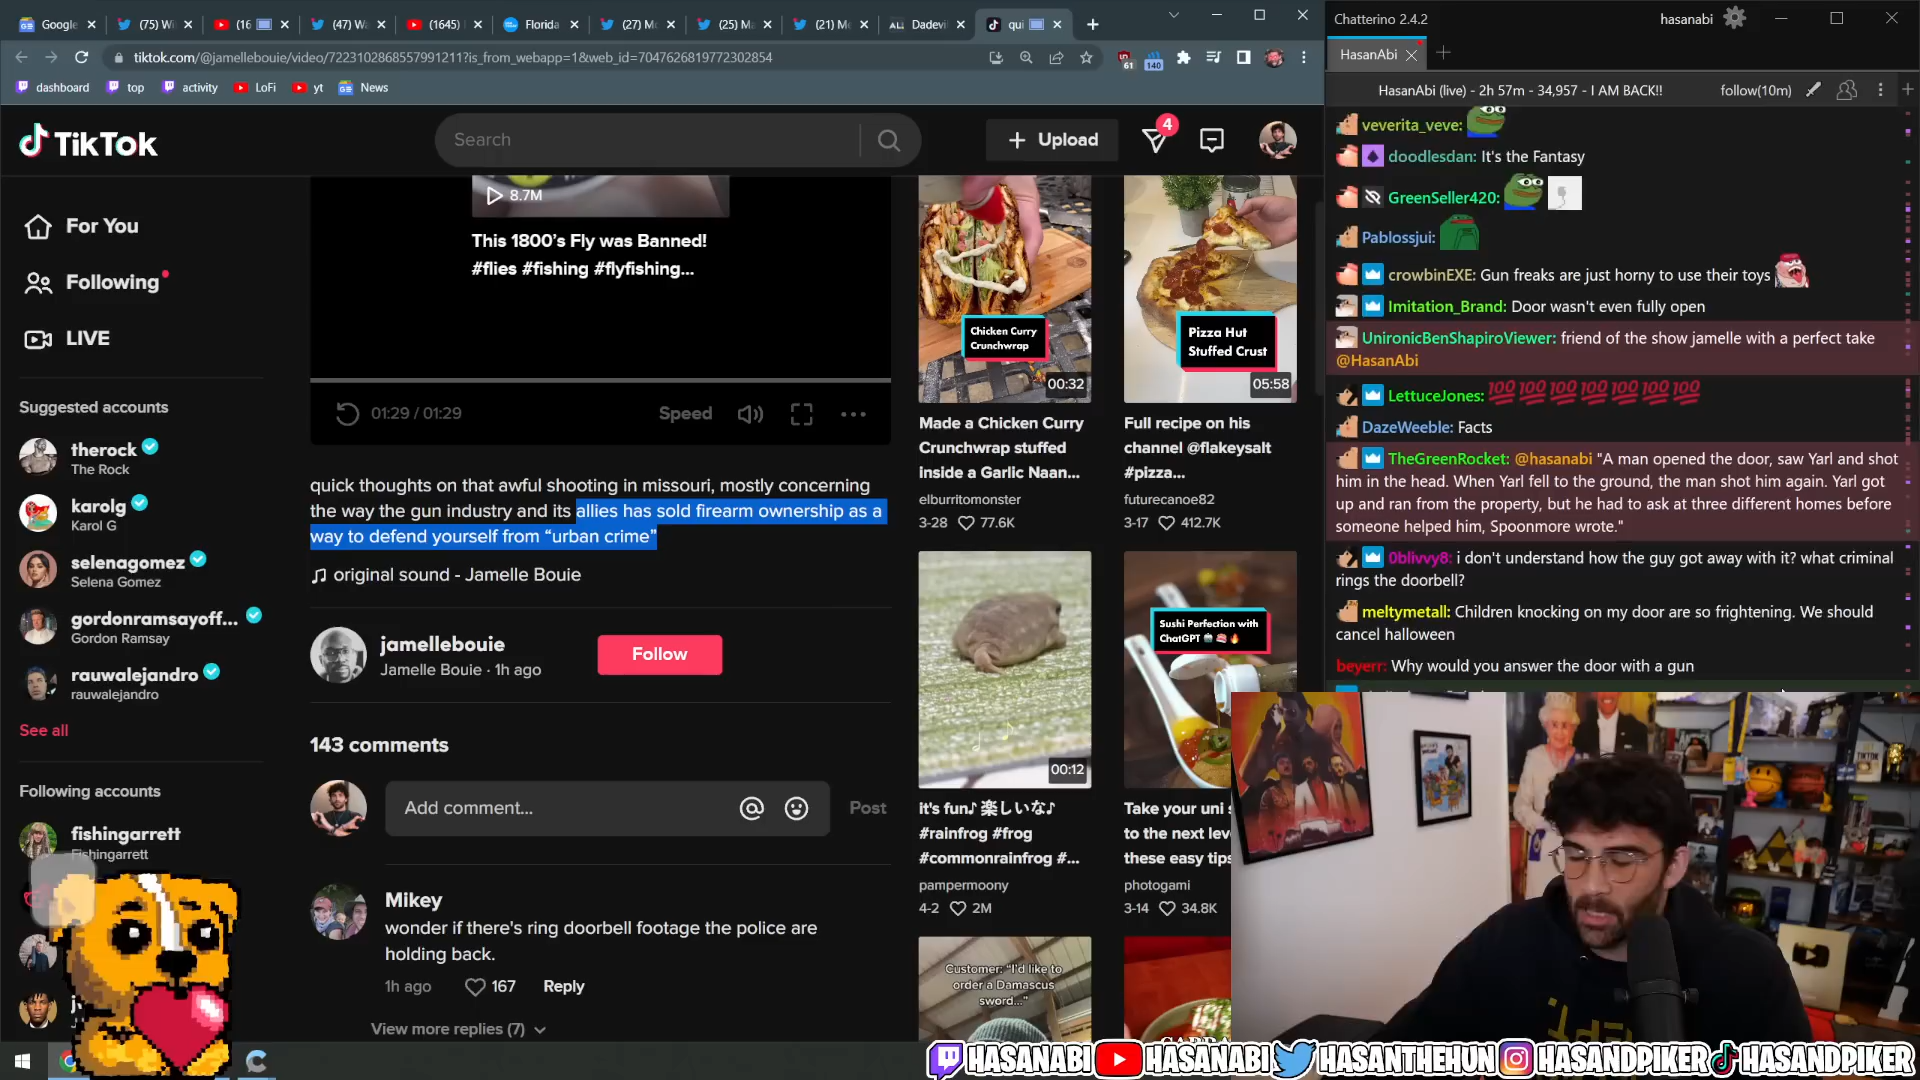 Google
(75) Wi
(16
(47) Wa
(1645)
Florida
(27) Mo
(25) Ma
(21) Mo
Dadevil
qui
tiktok.com/@jamellebouie/video/7223102868557991211?is_from_webapp=1&web_id=7047626819772302854
61
140
dashboard
top
activity
LoFi
yt
News
TikTok
Search
Upload
4
For You
Following
LIVE
Suggested accounts
therock
The Rock
karolg
Karol G
selenagomez
Selena Gomez
gordonramsayoff...
Gordon Ramsay
rauwalejandro
rauwalejandro
See all
Following accounts
fishingarrett
Fishingarrett
8.7M
This 1800's Fly was Banned!
#flies #fishing #flyfishing...
01:29 / 01:29
Speed
quick thoughts on that awful shooting in missouri, mostly concerning
the way the gun industry and its allies has sold firearm ownership as a
way to defend yourself from “urban crime”
original sound - Jamelle Bouie
jamellebouie
Jamelle Bouie · 1h ago
Follow
143 comments
Add comment...
Post
Mikey
wonder if there's ring doorbell footage the police are
holding back.
1h ago
167
Reply
View more replies (7)
Chicken Curry
Crunchwrap
00:32
Made a Chicken Curry
Crunchwrap stuffed
inside a Garlic Naan...
elburritomonster
3-28
77.6K
Pizza Hut
Stuffed Crust
05:58
Full recipe on his
channel @flakeysalt
#pizza...
futurecanoe82
3-17
412.7K
00:12
it's fun♪ 楽しいな♪
#rainfrog #frog
#commonrainfrog #...
pampermoony
4-2
2M
Sushi Perfection with
ChatGPT
Take your uni s
to the next leve
these easy tips
photogami
3-14
34.8K
Customer: "I'd like to
order a Damascus
sword..."
Chatterino 2.4.2
hasanabi
HasanAbi
HasanAbi (live) - 2h 57m - 34,957 - I AM BACK!!
follow(10m)
veverita_veve:
doodlesdan: It's the Fantasy
GreenSeller420:
Pablossjui:
crowbinEXE: Gun freaks are just horny to use their toys
Imitation_Brand: Door wasn't even fully open
UnironicBenShapiroViewer: friend of the show jamelle with a perfect take
@HasanAbi
LettuceJones: 100 100 100 100 100 100 100
DazeWeeble: Facts
TheGreenRocket: @hasanabi "A man opened the door, saw Yarl and shot
him in the head. When Yarl fell to the ground, the man shot him again. Yarl got
up and ran from the property, but he had to ask at three different homes before
someone helped him, Spoonmore wrote."
0blivvy8: i don't understand how the guy got away with it? what criminal
rings the doorbell?
meltymetall: Children knocking on my door are so frightening. We should
cancel halloween
beyerr: Why would you answer the door with a gun
HASANABI
HASANABI
HASANTHEHUN
HASANDPIKER
HASANDPIKER